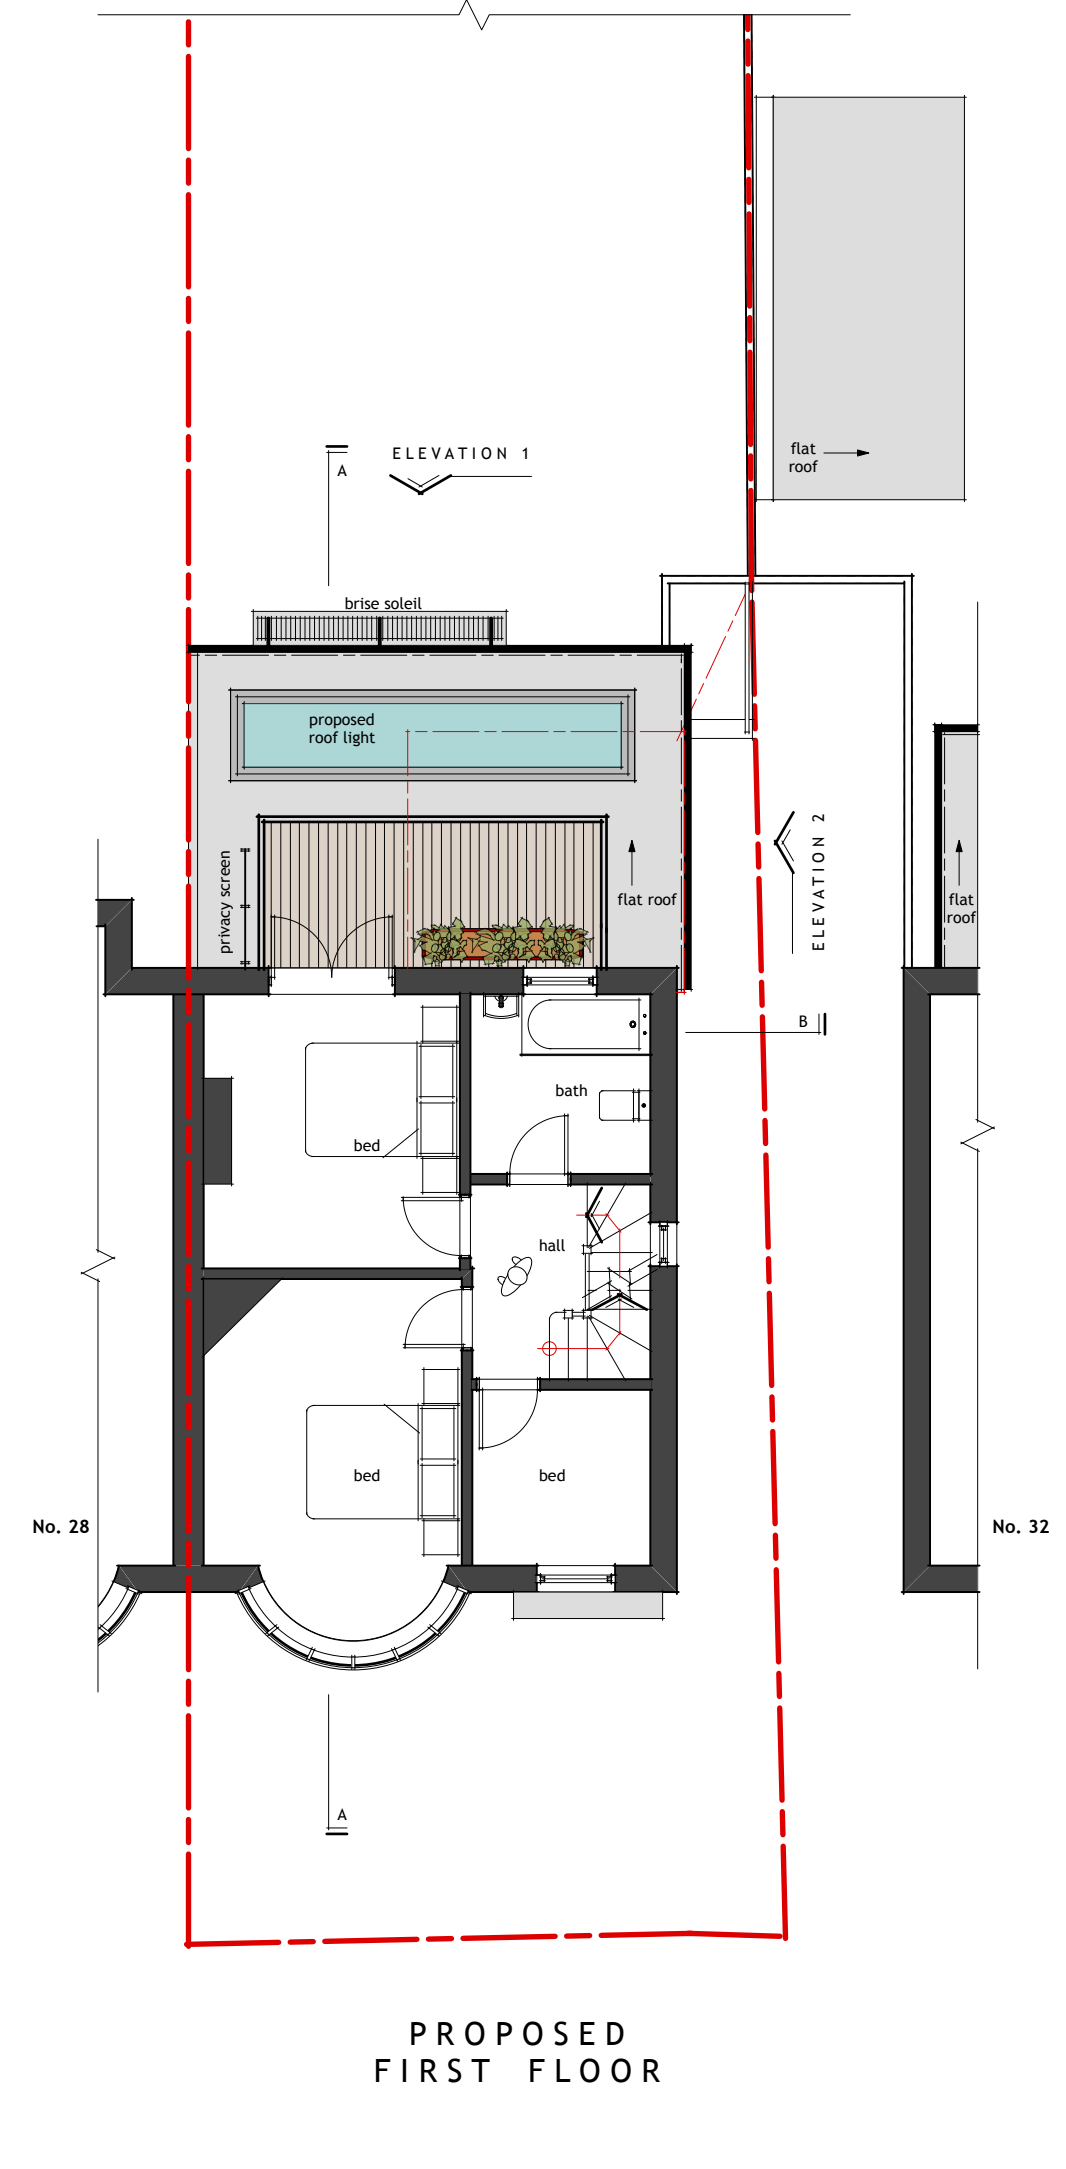 A
ELEVATION 1
flat
roof
brise soleil
proposed
roof light
privacy screen
flat roof
ELEVATION 2
flat
roof
B
bath
bed
hall
bed
bed
No. 28
No. 32
A
PROPOSED
FIRST FLOOR